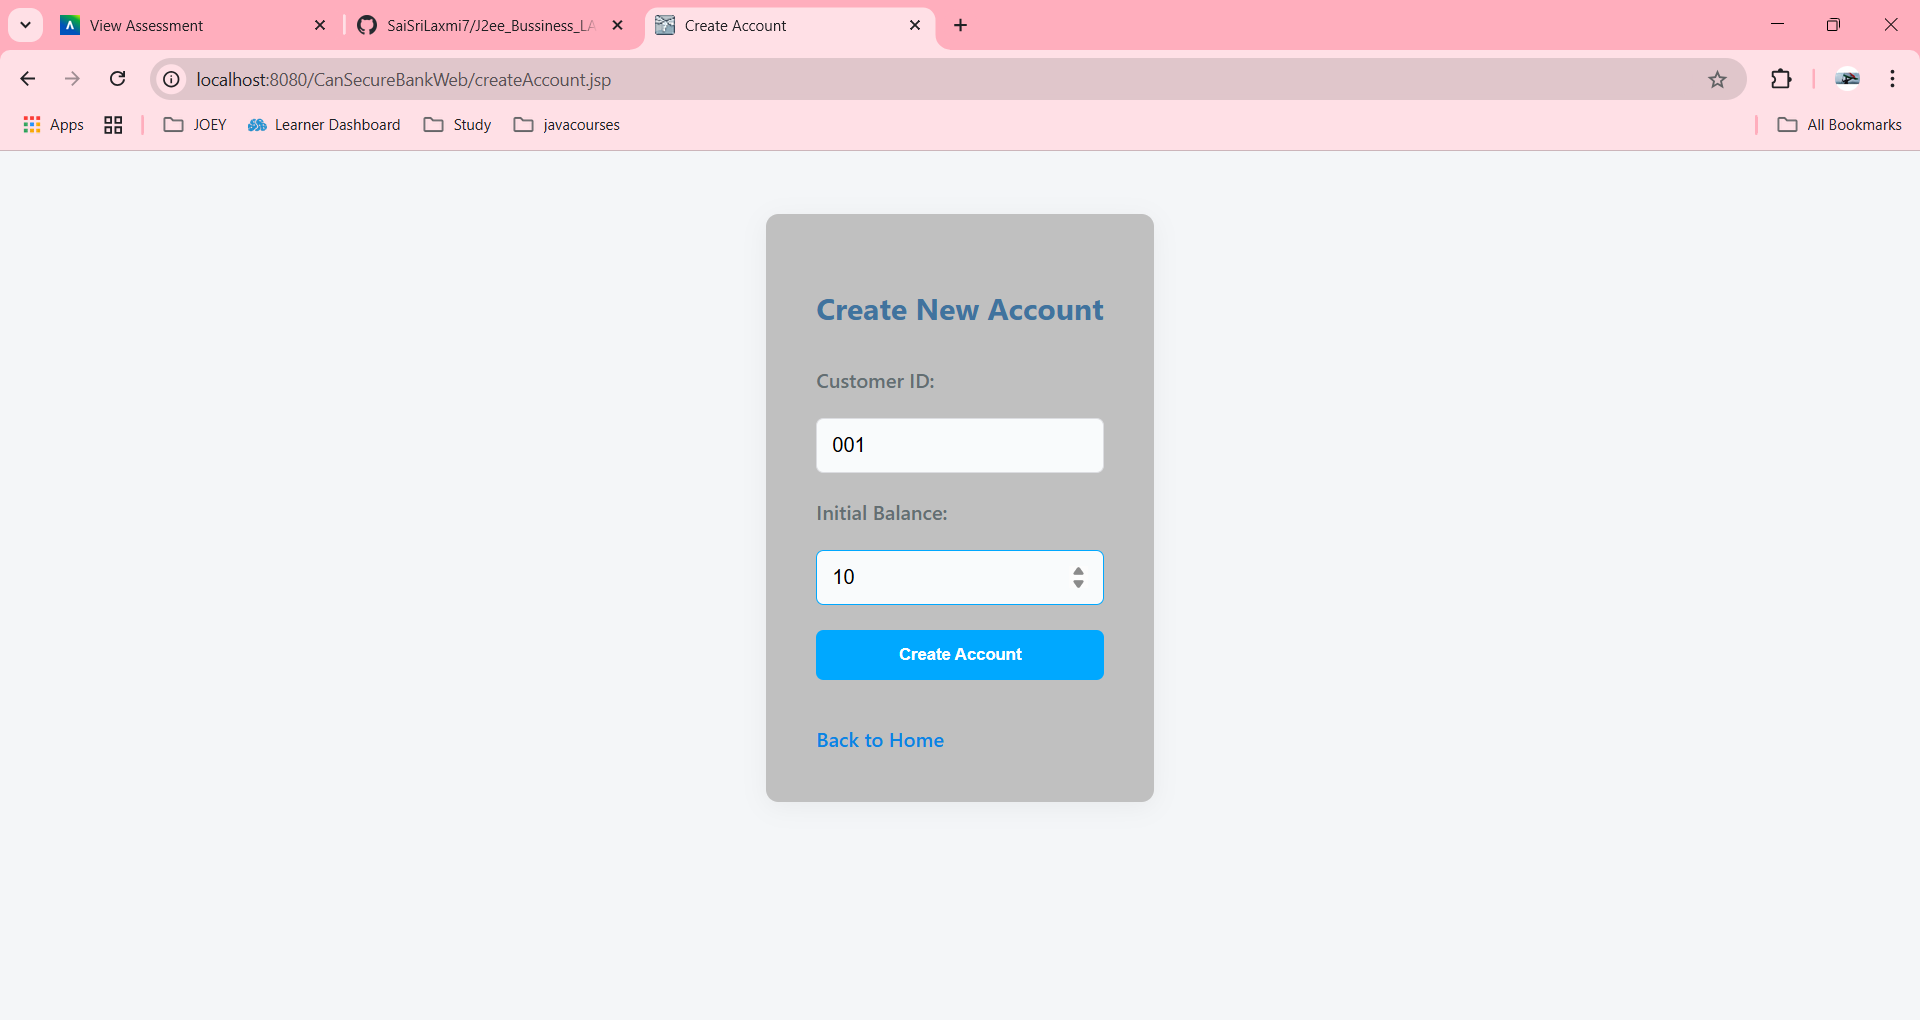 View Assessment
SaiSriLaxmi7/J2ee_Bussiness_LA
Create Account
localhost:8080/CanSecureBankWeb/createAccount.jsp
Apps
JOEY
Learner Dashboard
Study
javacourses
All Bookmarks
Create New Account
Customer ID:
001
Initial Balance:
10
Create Account
Back to Home